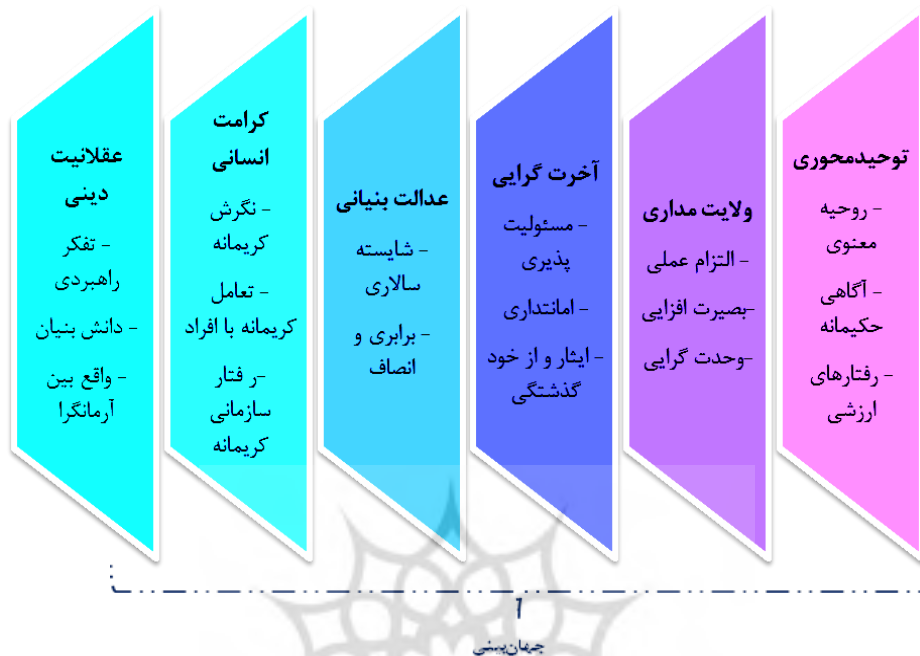 توحیدمحوری
- روحیه
معنوی
- آگاهی
حکیمانه
- رفتارهای
ارزشی
ولایت مداری
- التزام عملی
-بصیرت افزایی
-وحدت گرایی
آخرت گرایی
- مسئولیت
پذیری
- امانتداری
- ایثار و از خود
گذشتگی
عدالت بنیانی
- شایسته
سالاری
- برابری و
انصاف
کرامت
انسانی
- نگرش
کریمانه
- تعامل
کریمانه با افراد
- ر فتار
سازمانی
کریمانه
عقلانیت
دینی
- تفکر
راهبردی
- دانش بنیان
- واقع بین
آرمانگرا
جهان‌بینی